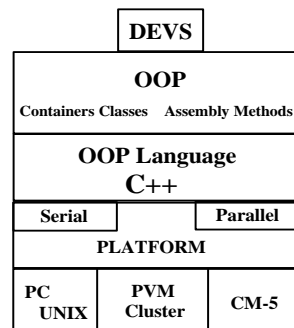 DEVS
OOP
Containers Classes Assembly Methods
OOP Language
C++
Serial Parallel
PLATFORM
PC PVM CM-5
UNIX Cluster